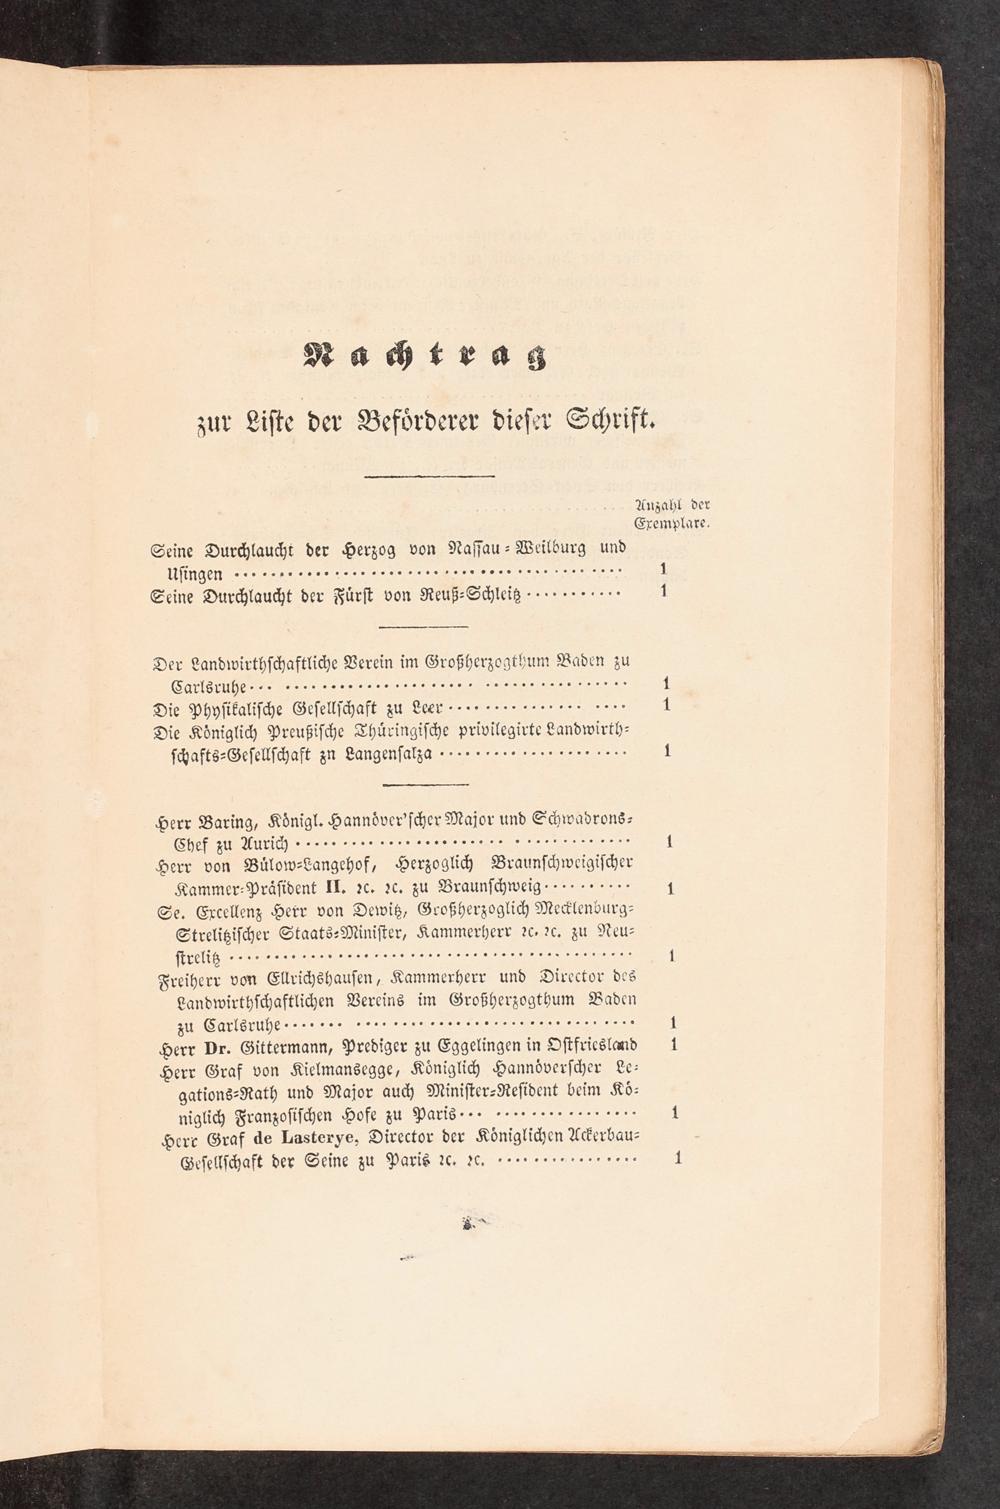 Nachtrag
zur Liste der Beförderer dieser Schrift.
Anzahl der
Exemplare.
Seine Durchlaucht der Herzog von Nassau-Weilburg und
Usingen 1
Seine Durchlaucht der Fürst von Reuß-Schleitz 1
Der Landwirthschaftliche Verein im Großherzogthum Baden zu
Carlsruhe 1
Die Physikalische Gesellschaft zu Leer 1
Die Königlich Preußische Thüringische privilegirte Landwirth-
schafts-Gesellschaft zn Langensalza 1
Herr Baring, Königl. Hannöver'scher Major und Schwadrons-
Chef zu Aurich 1
Herr von Bülow-Langehof, Herzoglich Braunschweigischer
Kammer-Präsident II. ꝛc. ꝛc. zu Braunschweig 1
Se. Excellenz Herr von Dewitz, Großherzoglich Mecklenburg-
Strelitzischer Staats-Minister, Kammerherr ꝛc. ꝛc. zu Neu-
strelitz 1
Freiherr von Ellrichshausen, Kammerherr und Director des
Landwirthschaftlichen Vereins im Großherzogthum Baden
zu Carlsruhe 1
Herr Dr. Gittermann, Prediger zu Eggelingen in Ostfriesland 1
Herr Graf von Kielmansegge, Königlich Hannöverscher Le-
gations-Rath und Major auch Minister-Resident beim Kö-
niglich Französischen Hofe zu Paris 1
Herr Graf de Lasterye, Director der Königlichen Ackerbau-
Gesellschaft der Seine zu Paris ꝛc. ꝛc. 1